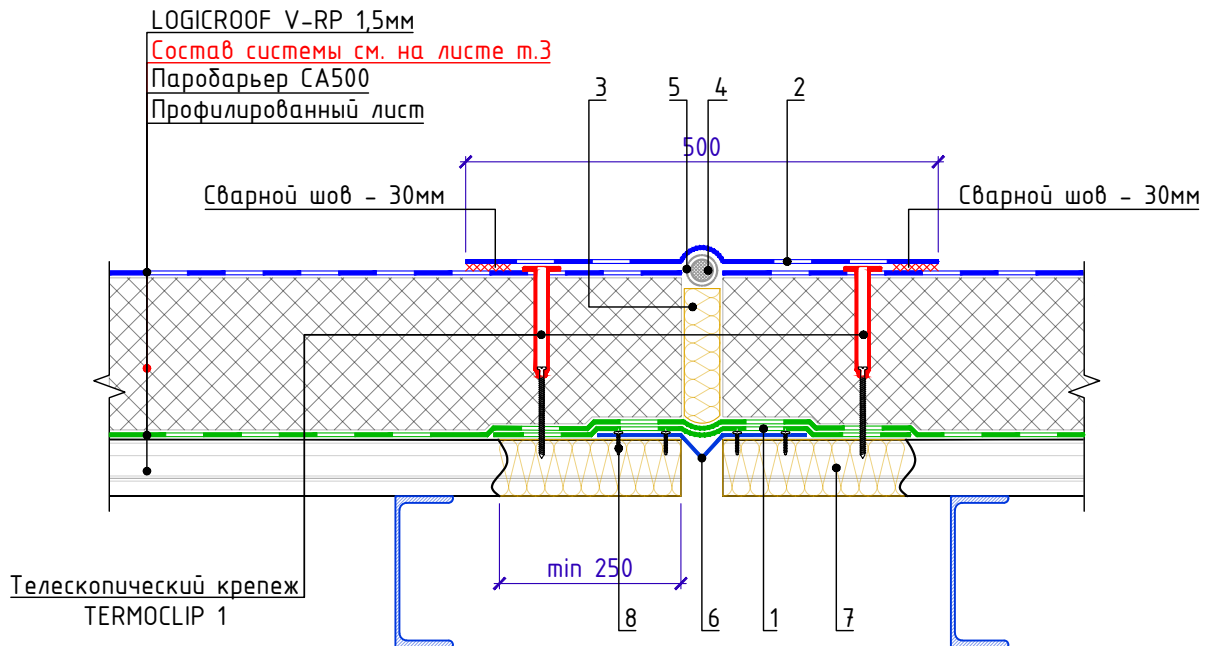 LOGICROOF V-RP 1,5мм
Состав системы см. на листе т.3
Паробарьер СА500
Профилированный лист
3 5 4 2
500
Сварной шов - 30мм Сварной шов - 30мм
min 250
Телескопический крепеж
TERMOCLIP 1
8 6 1 7